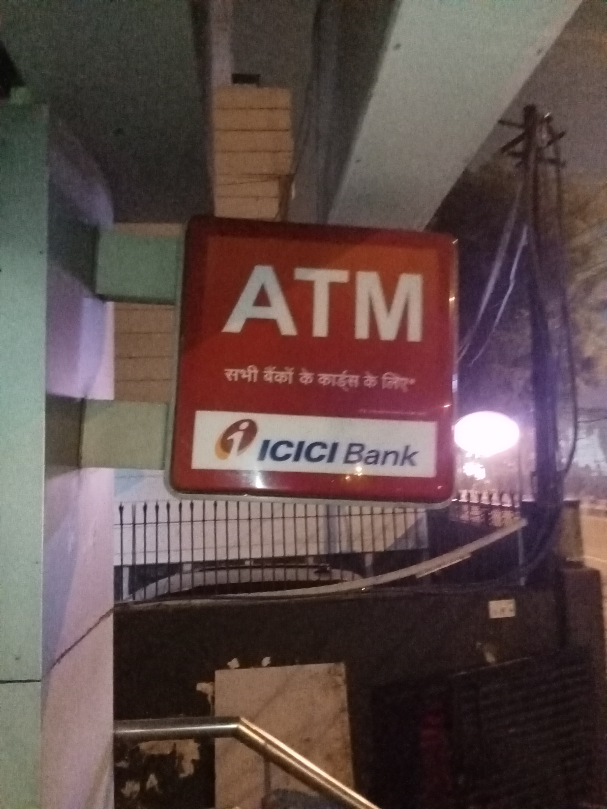 ATM
सभी बैंकों के कार्ड्स के लिए*
i ICICI Bank